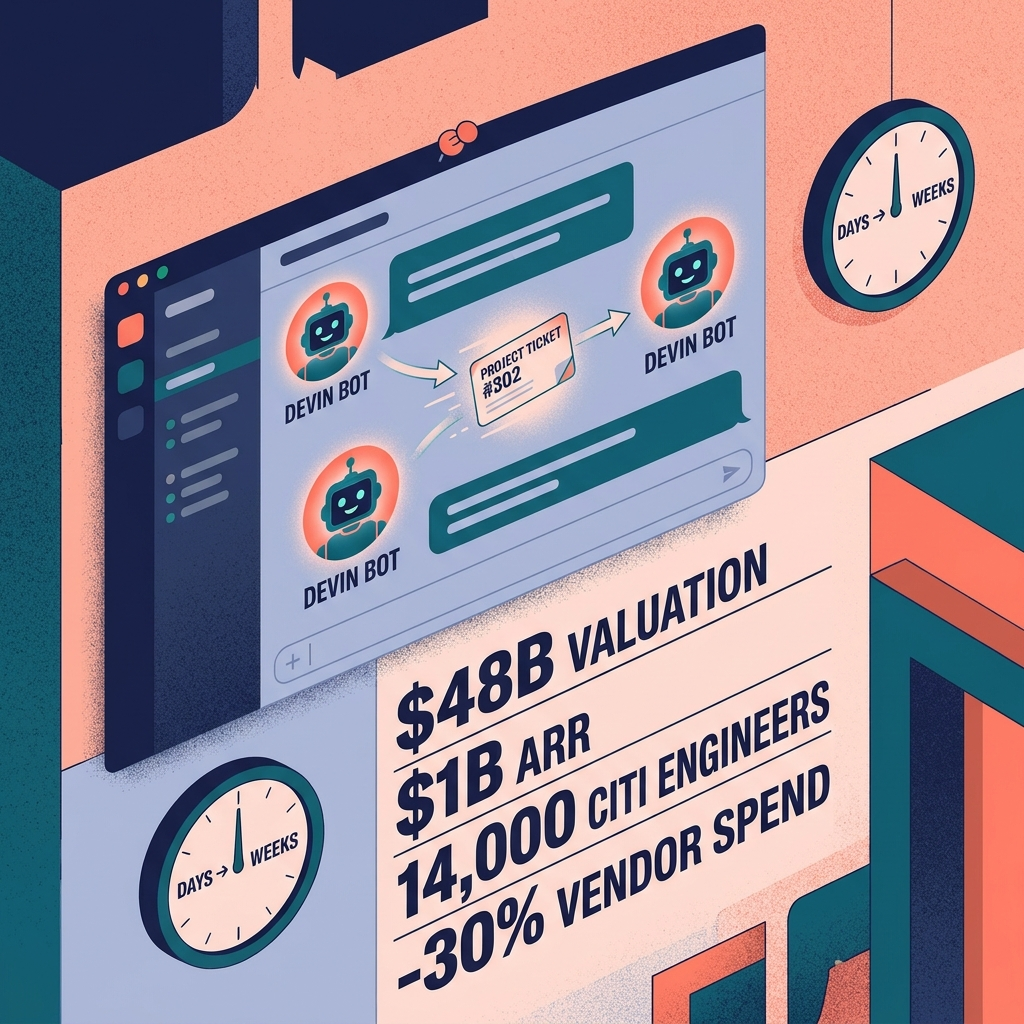 DAYS → WEEKS
DEVIN BOT
PROJECT TICKET
#302
DEVIN BOT
DEVIN BOT
$48B VALUATION
$1B ARR
14,000 CITI ENGINEERS
-30% VENDOR SPEND
DAYS → WEEKS